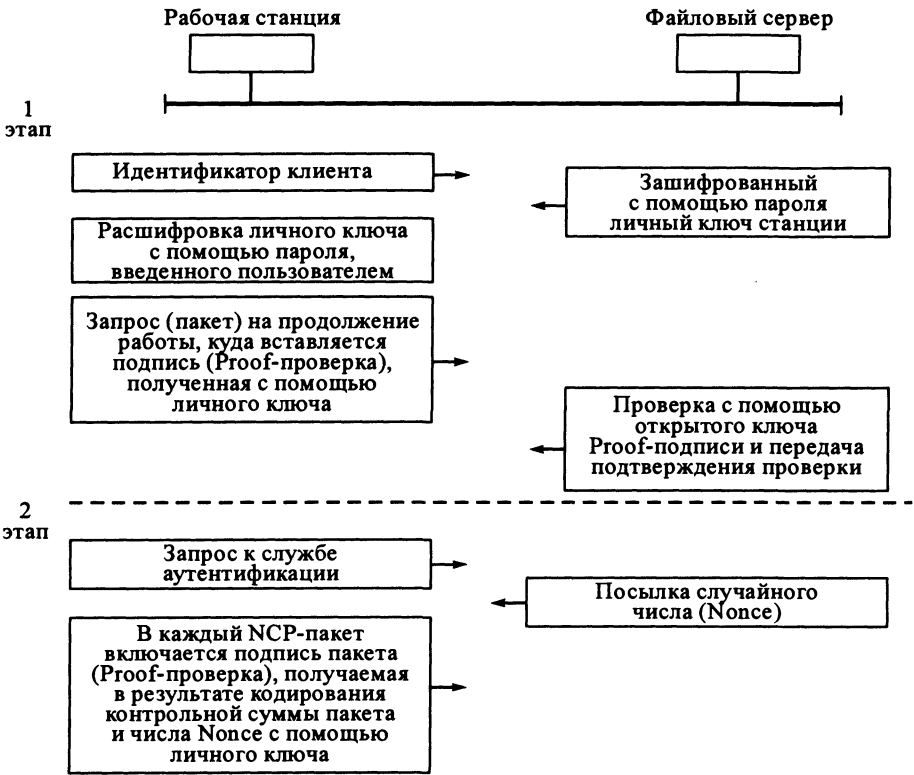 Рабочая станция
Файловый сервер
1
этап
Идентификатор клиента
Зашифрованный
с помощью пароля
личный ключ станции
Расшифровка личного ключа
с помощью пароля,
введенного пользователем
Запрос (пакет) на продолжение
работы, куда вставляется
подпись (Proof-проверка),
полученная с помощью
личного ключа
Проверка с помощью
открытого ключа
Proof-подписи и передача
подтверждения проверки
2
этап
Запрос к службе
аутентификации
Посылка случайного
числа (Nonce)
В каждый NCP-пакет
включается подпись пакета
(Proof-проверка), получаемая
в результате кодирования
контрольной суммы пакета
и числа Nonce с помощью
личного ключа